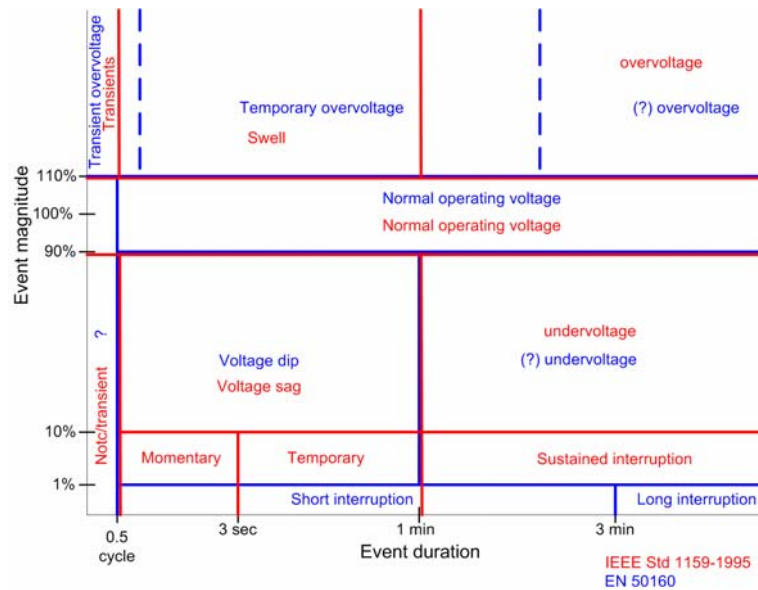 Transient overvoltage
Transients
overvoltage
Temporary overvoltage
(?) overvoltage
Swell
110%
Normal operating voltage
100%
Normal operating voltage
90%
Event magnitude
?
undervoltage
Voltage dip
(?) undervoltage
Voltage sag
Notc/transient
10%
Momentary
Temporary
Sustained interruption
1%
Short interruption
Long interruption
0.5
cycle
3 sec
1 min
3 min
Event duration
IEEE Std 1159-1995
EN 50160